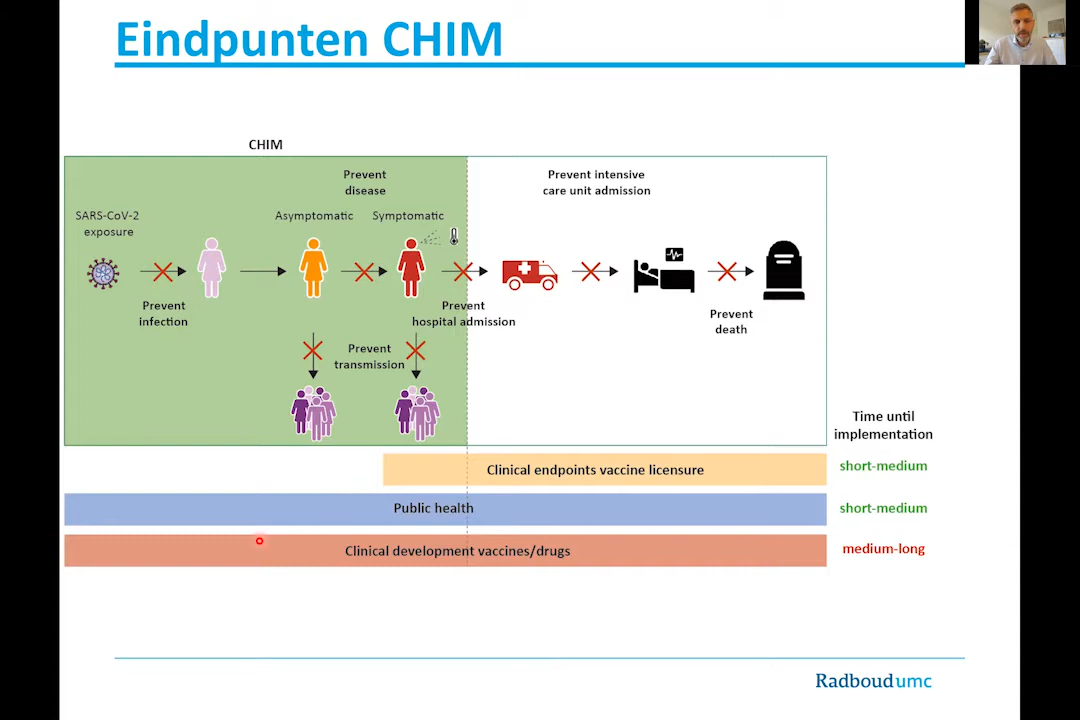 Eindpunten CHIM
CHIM
Prevent
disease
Prevent intensive
care unit admission
SARS-CoV-2
exposure
Asymptomatic
Symptomatic
Prevent
infection
Prevent
hospital admission
Prevent
death
Prevent
transmission
Time until
implementation
Clinical endpoints vaccine licensure
short-medium
Public health
short-medium
Clinical development vaccines/drugs
medium-long
Radboudumc